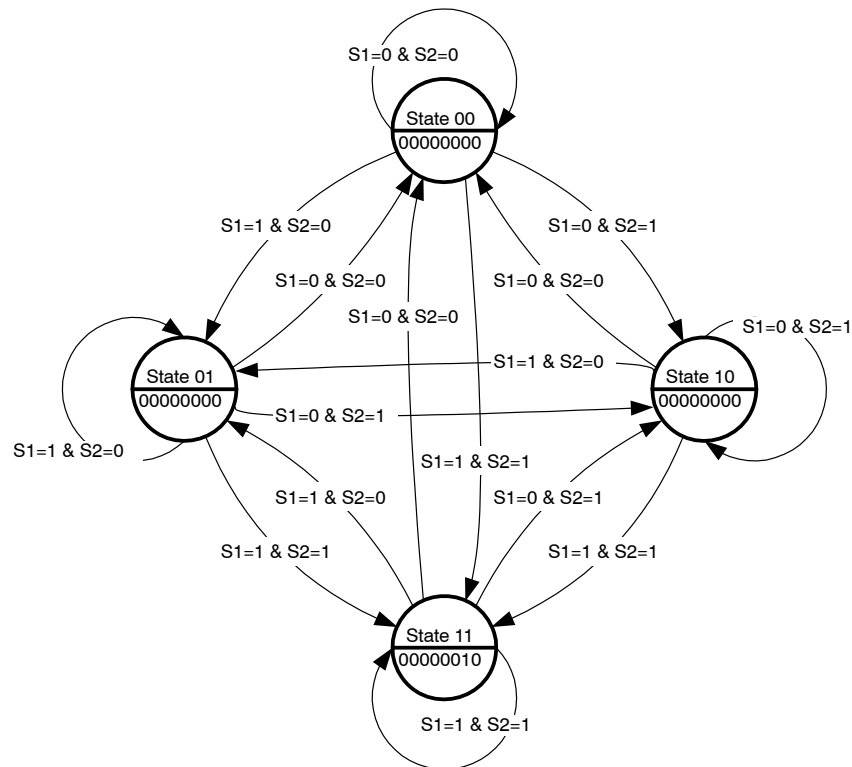 S1=0 & S2=0
State 00
00000000
S1=1 & S2=0
S1=0 & S2=1
S1=0 & S2=0
S1=0 & S2=0
S1=0 & S2=0
S1=0 & S2=1
S1=1 & S2=0
State 01
00000000
State 10
00000000
S1=0 & S2=1
S1=1 & S2=0
S1=1 & S2=1
S1=1 & S2=0
S1=0 & S2=1
S1=1 & S2=1
S1=1 & S2=1
State 11
00000010
S1=1 & S2=1